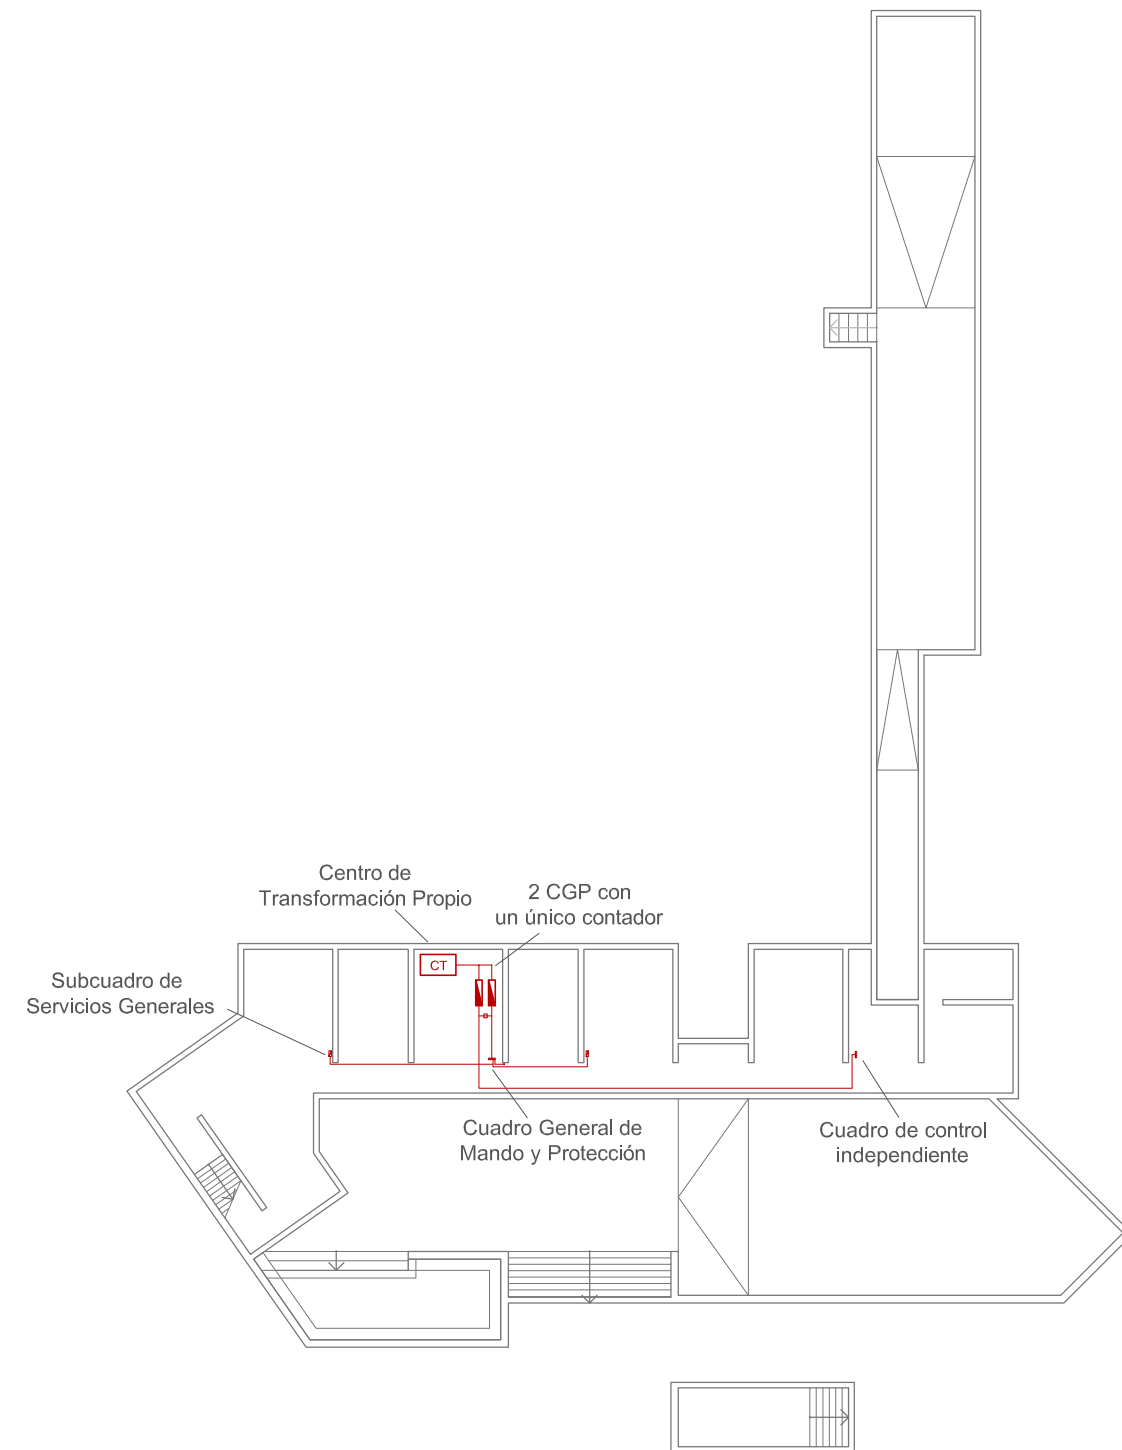 Centro de
Transformación Propio
2 CGP con
un único contador
CT
Subcuadro de
Servicios Generales
Cuadro General de
Mando y Protección
Cuadro de control
independiente